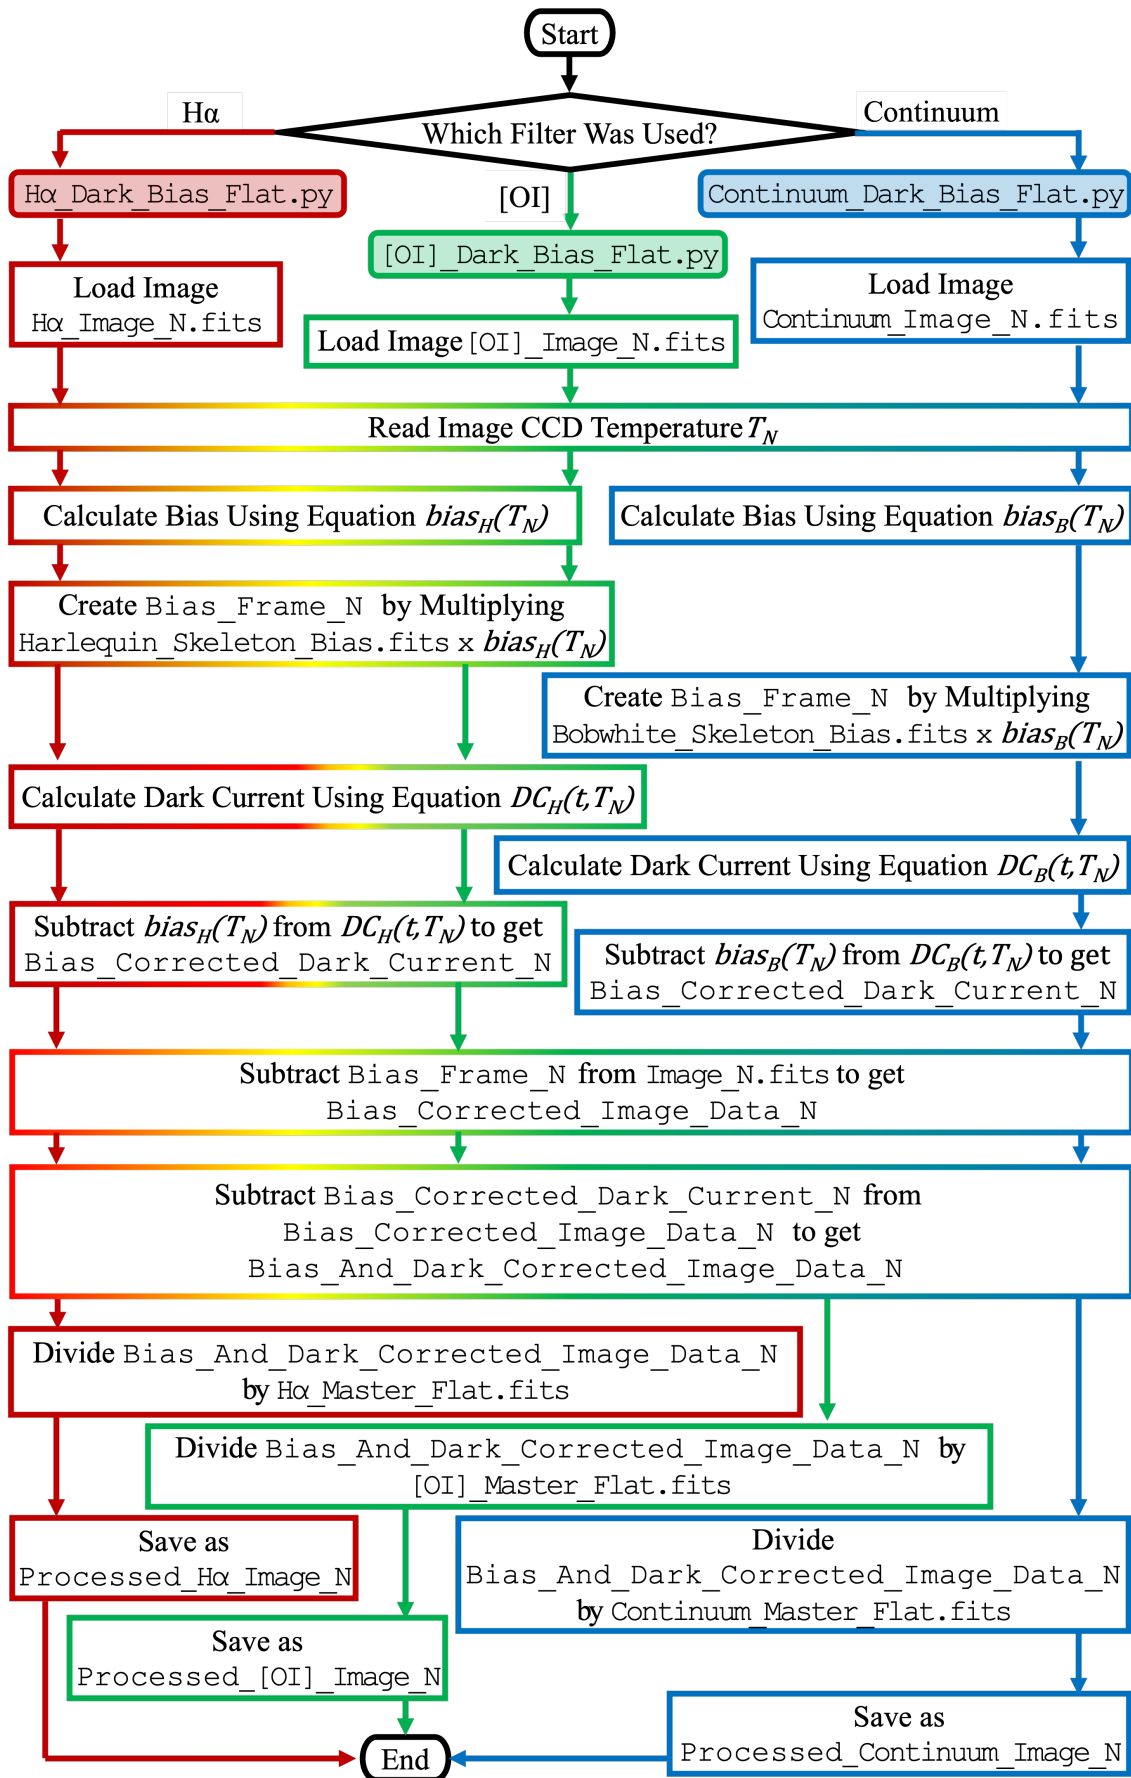 Start
Which Filter Was Used?
Hα
[OI]
Continuum
Hα_Dark_Bias_Flat.py
[OI]_Dark_Bias_Flat.py
Continuum_Dark_Bias_Flat.py
Load Image
Hα_Image_N.fits
Load Image [OI]_Image_N.fits
Load Image
Continuum_Image_N.fits
Read Image CCD Temperature T_N
Calculate Bias Using Equation bias_H(T_N)
Calculate Bias Using Equation bias_B(T_N)
Create Bias_Frame_N by Multiplying
Harlequin_Skeleton_Bias.fits x bias_H(T_N)
Create Bias_Frame_N by Multiplying
Bobwhite_Skeleton_Bias.fits x bias_B(T_N)
Calculate Dark Current Using Equation DC_H(t,T_N)
Calculate Dark Current Using Equation DC_B(t,T_N)
Subtract bias_H(T_N) from DC_H(t,T_N) to get
Bias_Corrected_Dark_Current_N
Subtract bias_B(T_N) from DC_B(t,T_N) to get
Bias_Corrected_Dark_Current_N
Subtract Bias_Frame_N from Image_N.fits to get
Bias_Corrected_Image_Data_N
Subtract Bias_Corrected_Dark_Current_N from
Bias_Corrected_Image_Data_N to get
Bias_And_Dark_Corrected_Image_Data_N
Divide Bias_And_Dark_Corrected_Image_Data_N
by Hα_Master_Flat.fits
Divide Bias_And_Dark_Corrected_Image_Data_N by
[OI]_Master_Flat.fits
Divide
Bias_And_Dark_Corrected_Image_Data_N
by Continuum_Master_Flat.fits
Save as
Processed_Hα_Image_N
Save as
Processed_[OI]_Image_N
Save as
Processed_Continuum_Image_N
End